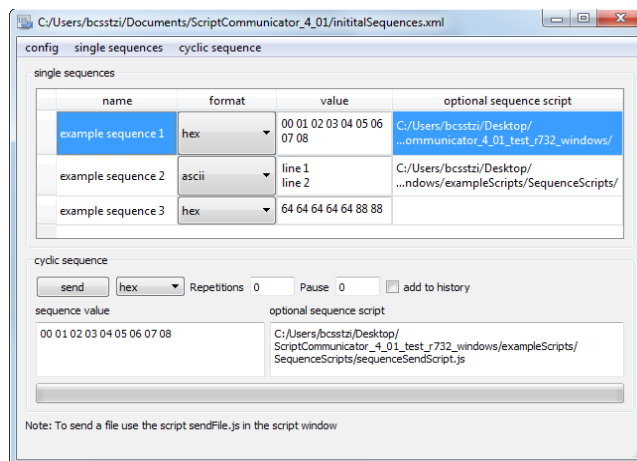 C:/Users/bcsstzi/Documents/ScriptCommunicator_4_01/inititalSequences.xml
config single sequences cyclic sequence
single sequences
name format value optional sequence script
example sequence 1 hex 00 01 02 03 04 05 06 C:/Users/bcsstzi/Desktop/
07 08 ...ommunicator_4_01_test_r732_windows/
example sequence 2 ascii line 1 C:/Users/bcsstzi/Desktop/
line 2 ...ndows/exampleScripts/SequenceScripts/
example sequence 3 hex 64 64 64 64 64 88 88
cyclic sequence
send hex Repetitions 0 Pause 0 add to history
sequence value optional sequence script
00 01 02 03 04 05 06 07 08 C:/Users/bcsstzi/Desktop/
ScriptCommunicator_4_01_test_r732_windows/exampleScripts/
SequenceScripts/sequenceSendScript.js
Note: To send a file use the script sendFile.js in the script window